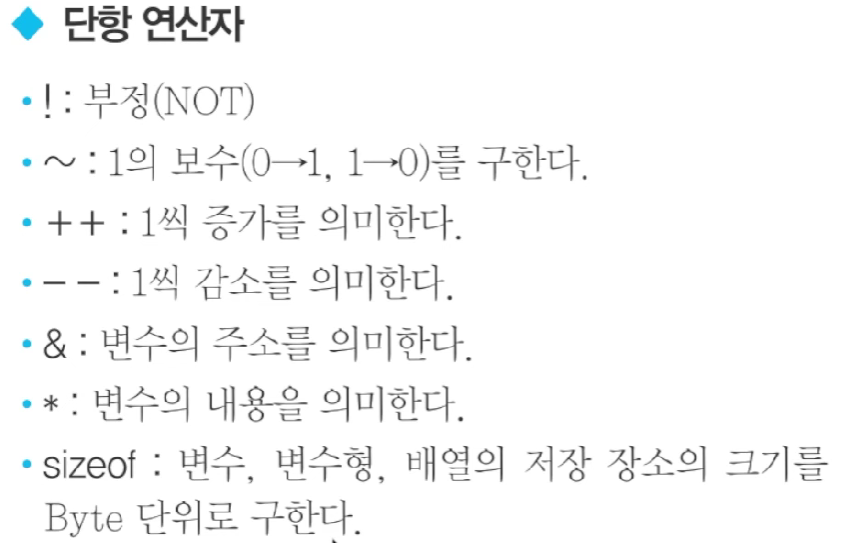 ◆ 단항 연산자
• ! : 부정(NOT)
• ~ : 1의 보수(0→1, 1→0)를 구한다.
• ++ : 1씩 증가를 의미한다.
• −− : 1씩 감소를 의미한다.
• & : 변수의 주소를 의미한다.
• * : 변수의 내용을 의미한다.
• sizeof : 변수, 변수형, 배열의 저장 장소의 크기를
Byte 단위로 구한다.